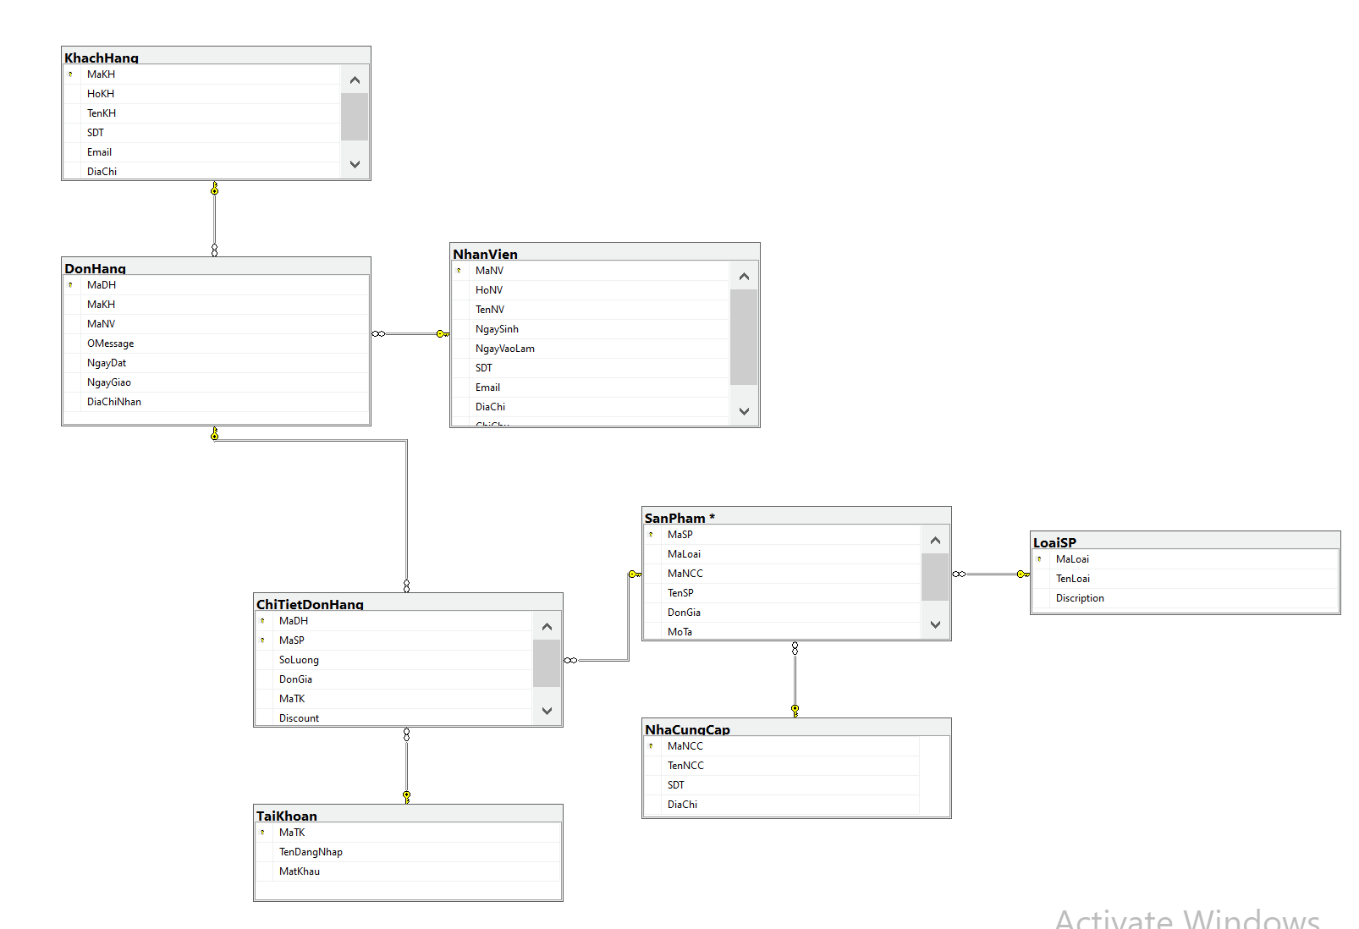 KhachHang
MaKH
HoKH
TenKH
SDT
Email
DiaChi
DonHang
MaDH
MaKH
MaNV
OMessage
NgayDat
NgayGiao
DiaChiNhan
NhanVien
MaNV
HoNV
TenNV
NgaySinh
NgayVaoLam
SDT
Email
DiaChi
GhiChu
SanPham *
MaSP
MaLoai
MaNCC
TenSP
DonGia
MoTa
LoaiSP
MaLoai
TenLoai
Discription
ChiTietDonHang
MaDH
MaSP
SoLuong
DonGia
MaTK
Discount
NhaCungCap
MaNCC
TenNCC
SDT
DiaChi
TaiKhoan
MaTK
TenDangNhap
MatKhau
Activate Windows